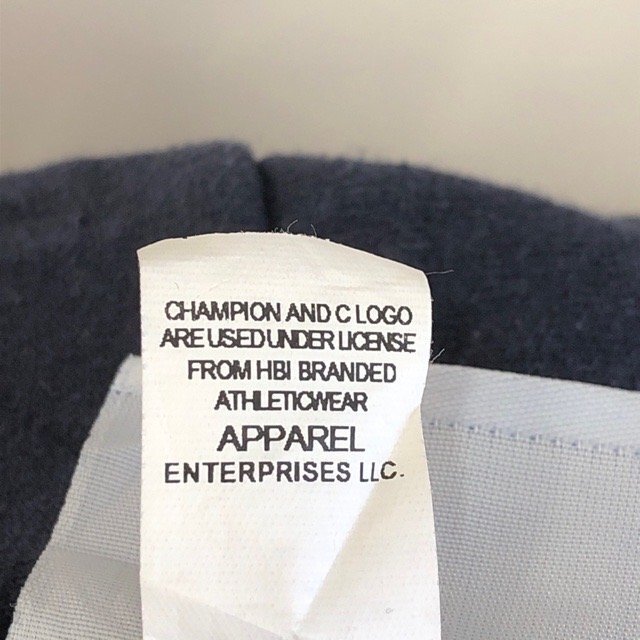 CHAMPION AND C LOGO
ARE USED UNDER LICENSE
FROM HBI BRANDED
ATHLETICWEAR
APPAREL
ENTERPRISES LLC.